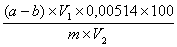 (a − b) × V₁ × 0,00514 × 100
m × V₂